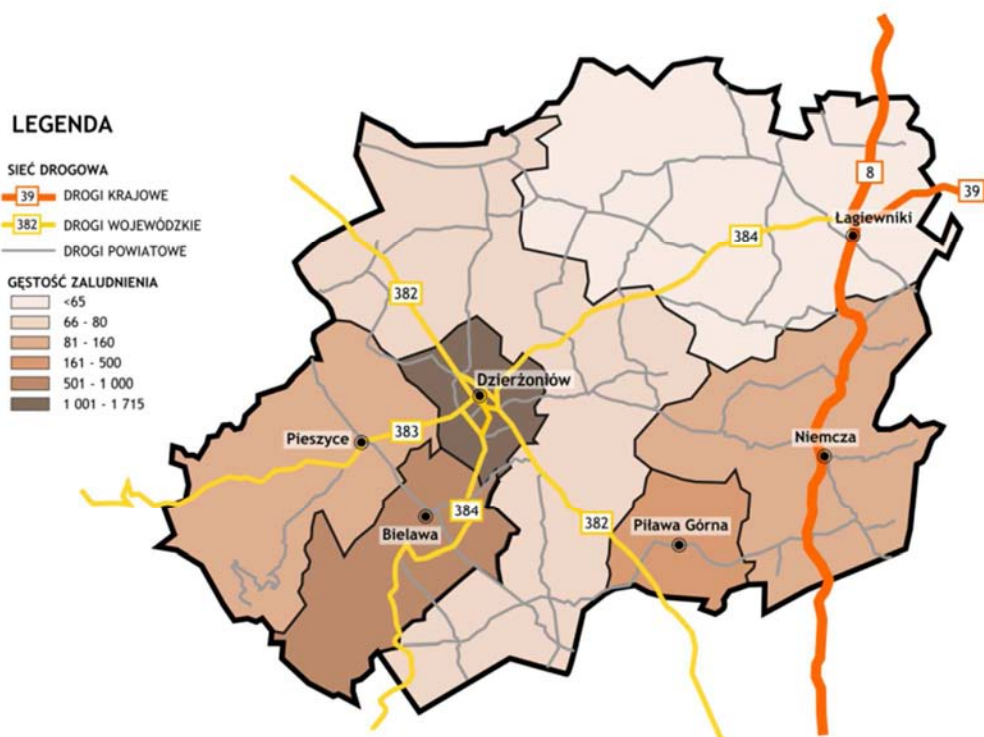 LEGENDA
SIEĆ DROGOWA
39 DROGI KRAJOWE
382 DROGI WOJEWÓDZKIE
DROGI POWIATOWE
GĘSTOŚĆ ZALUDNIENIA
<65
66 - 80
81 - 160
161 - 500
501 - 1 000
1 001 - 1 715
8
39
Łagiewniki
384
382
Dzierżoniów
383
Pieszyce
Niemcza
384
382
Piława Górna
Bielawa